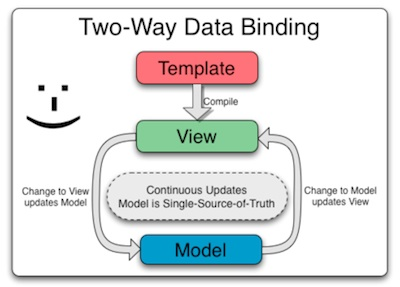 Two-Way Data Binding
Template
Compile
View
Change to View
updates Model
Continuous Updates
Model is Single-Source-of-Truth
Change to Model
updates View
Model